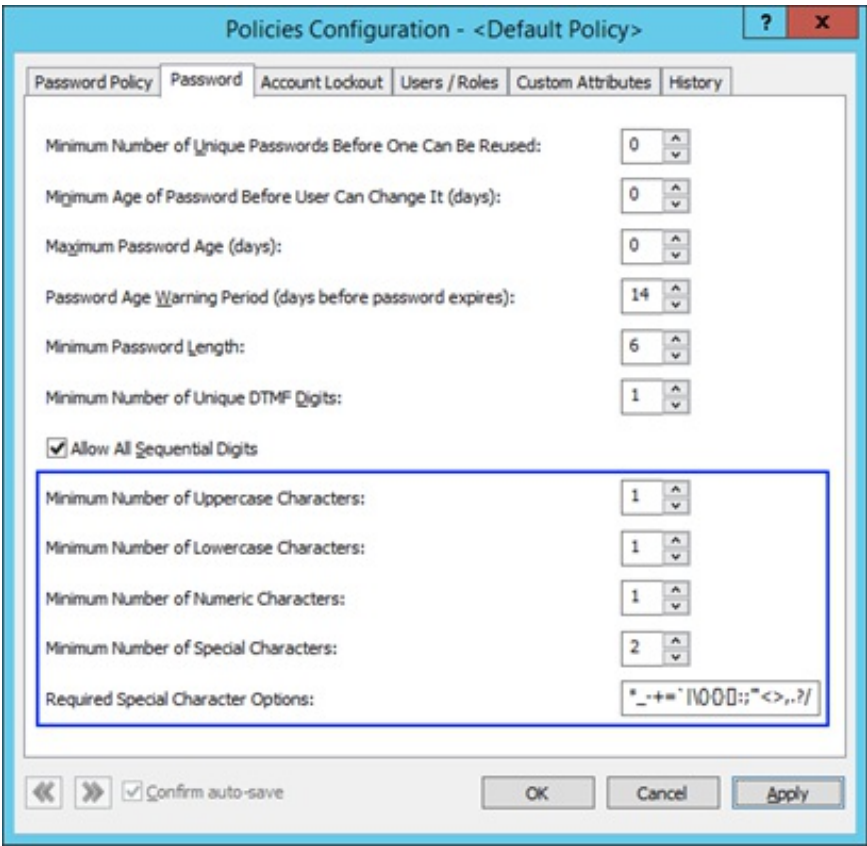 Policies Configuration - <Default Policy>
? x
Password Policy Password Account Lockout Users / Roles Custom Attributes History
Minimum Number of Unique Passwords Before One Can Be Reused: 0
Minimum Age of Password Before User Can Change It (days): 0
Maximum Password Age (days): 0
Password Age Warning Period (days before password expires): 14
Minimum Password Length: 6
Minimum Number of Unique DTMF Digits: 1
Allow All Sequential Digits
Minimum Number of Uppercase Characters: 1
Minimum Number of Lowercase Characters: 1
Minimum Number of Numeric Characters: 1
Minimum Number of Special Characters: 2
Required Special Character Options: *_-+=`|\(){}[]:;"'<>,.?/
Confirm auto-save OK Cancel Apply